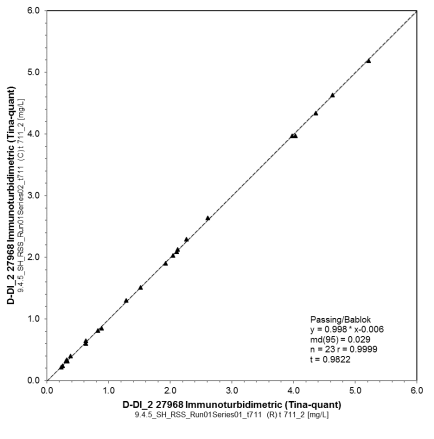 6.0
5.0
4.0
3.0
2.0
1.0
0.0
0.0 1.0 2.0 3.0 4.0 5.0 6.0
D-DI_2 27968 Immunoturbidimetric (Tina-quant)
9.4.5_SH_RSS_Run01Series02_t711 (C) t 711_2 [mg/L]
Passing/Bablok
y = 0.998 * x-0.006
md(95) = 0.029
n = 23 r = 0.9999
t = 0.9822
D-DI_2 27968 Immunoturbidimetric (Tina-quant)
9.4.5_SH_RSS_Run01Series01_t711 (R) t 711_2 [mg/L]